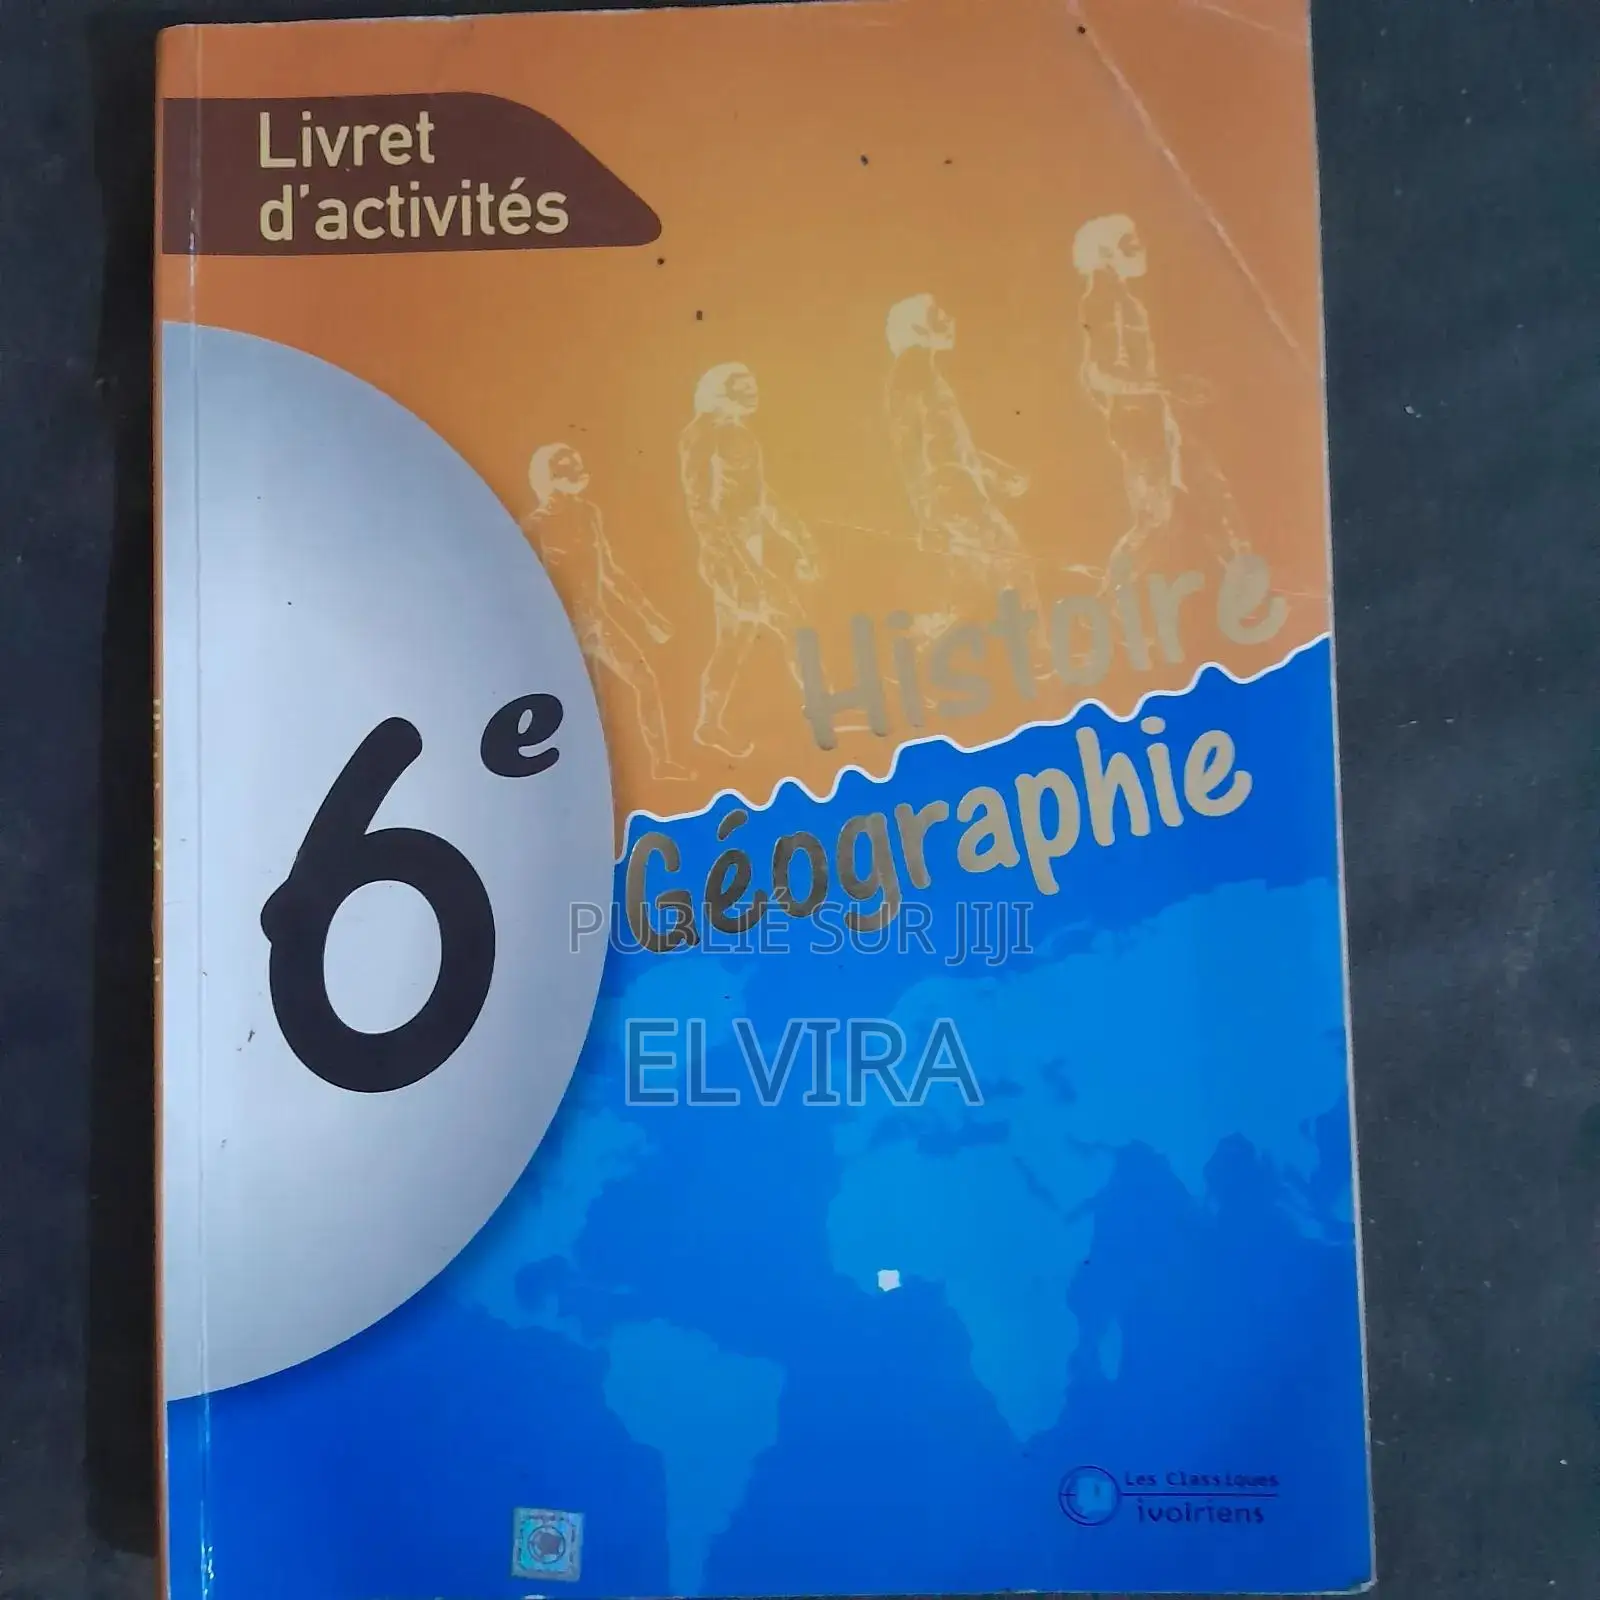 Livret
d'activités
6e
Histoire
Géographie
PUBLIÉ SUR JIJI
ELVIRA
Les Classiques
ivoiriens